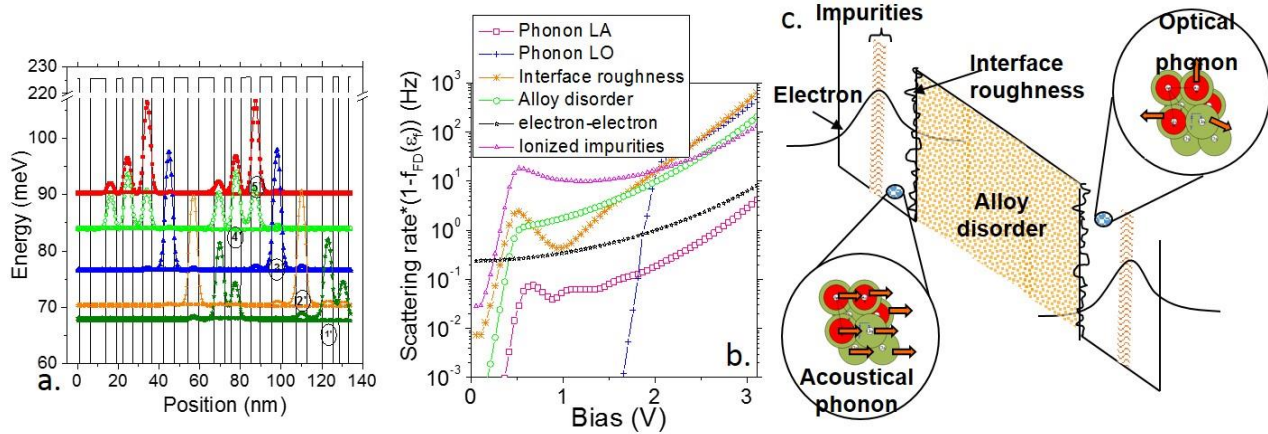 a.
230
225
220
100
90
80
70
60
Energy (meV)
0 20 40 60 80 100 120 140
Position (nm)
5
4
3
2'
1'
b.
Phonon LA
Phonon LO
Interface roughness
Alloy disorder
electron-electron
Ionized impurities
10³
10²
10¹
10⁰
10⁻¹
10⁻²
10⁻³
Scattering rate*(1-f_FD(ε_f)) (Hz)
0 1 2 3
Bias (V)
c.
Impurities
Electron
Interface
roughness
Optical
phonon
Alloy
disorder
Acoustical
phonon